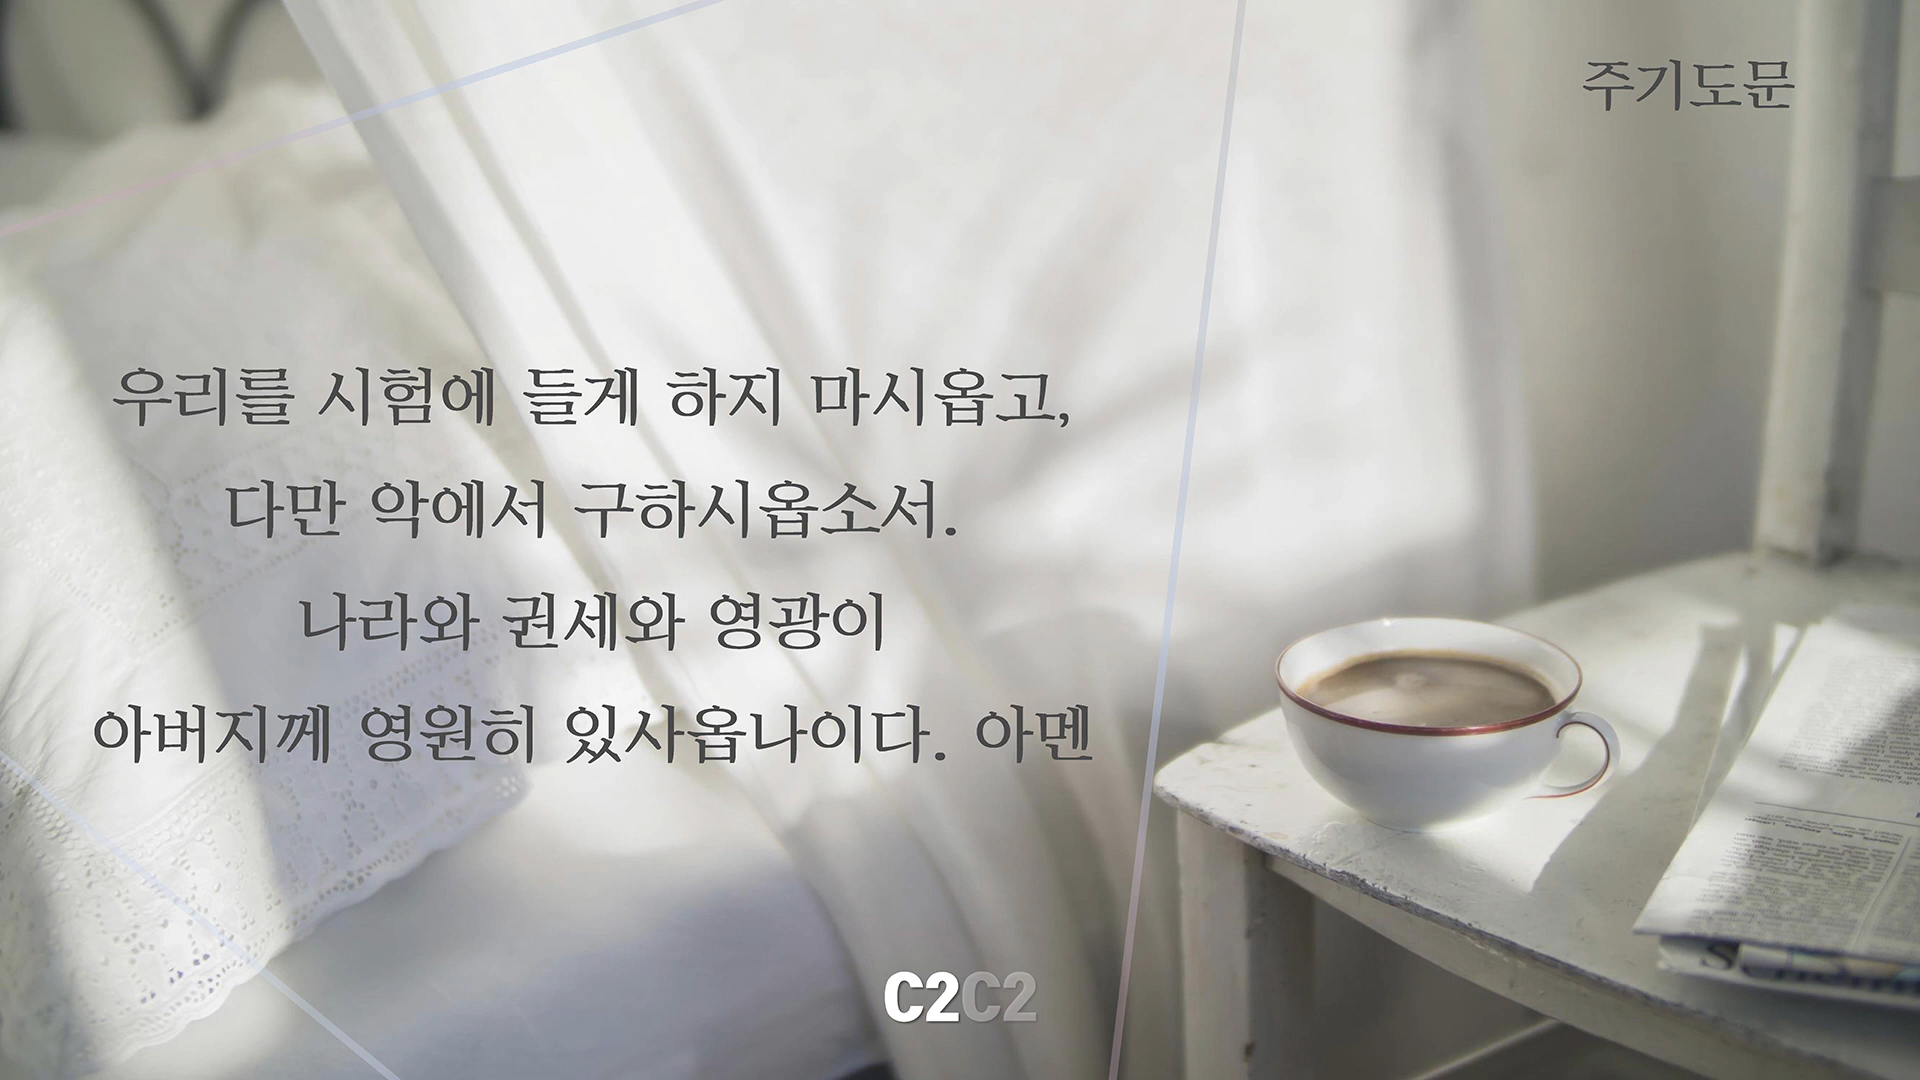 주기도문
우리를 시험에 들게 하지 마시옵고,
다만 악에서 구하시옵소서.
나라와 권세와 영광이
아버지께 영원히 있사옵나이다. 아멘
C2C2